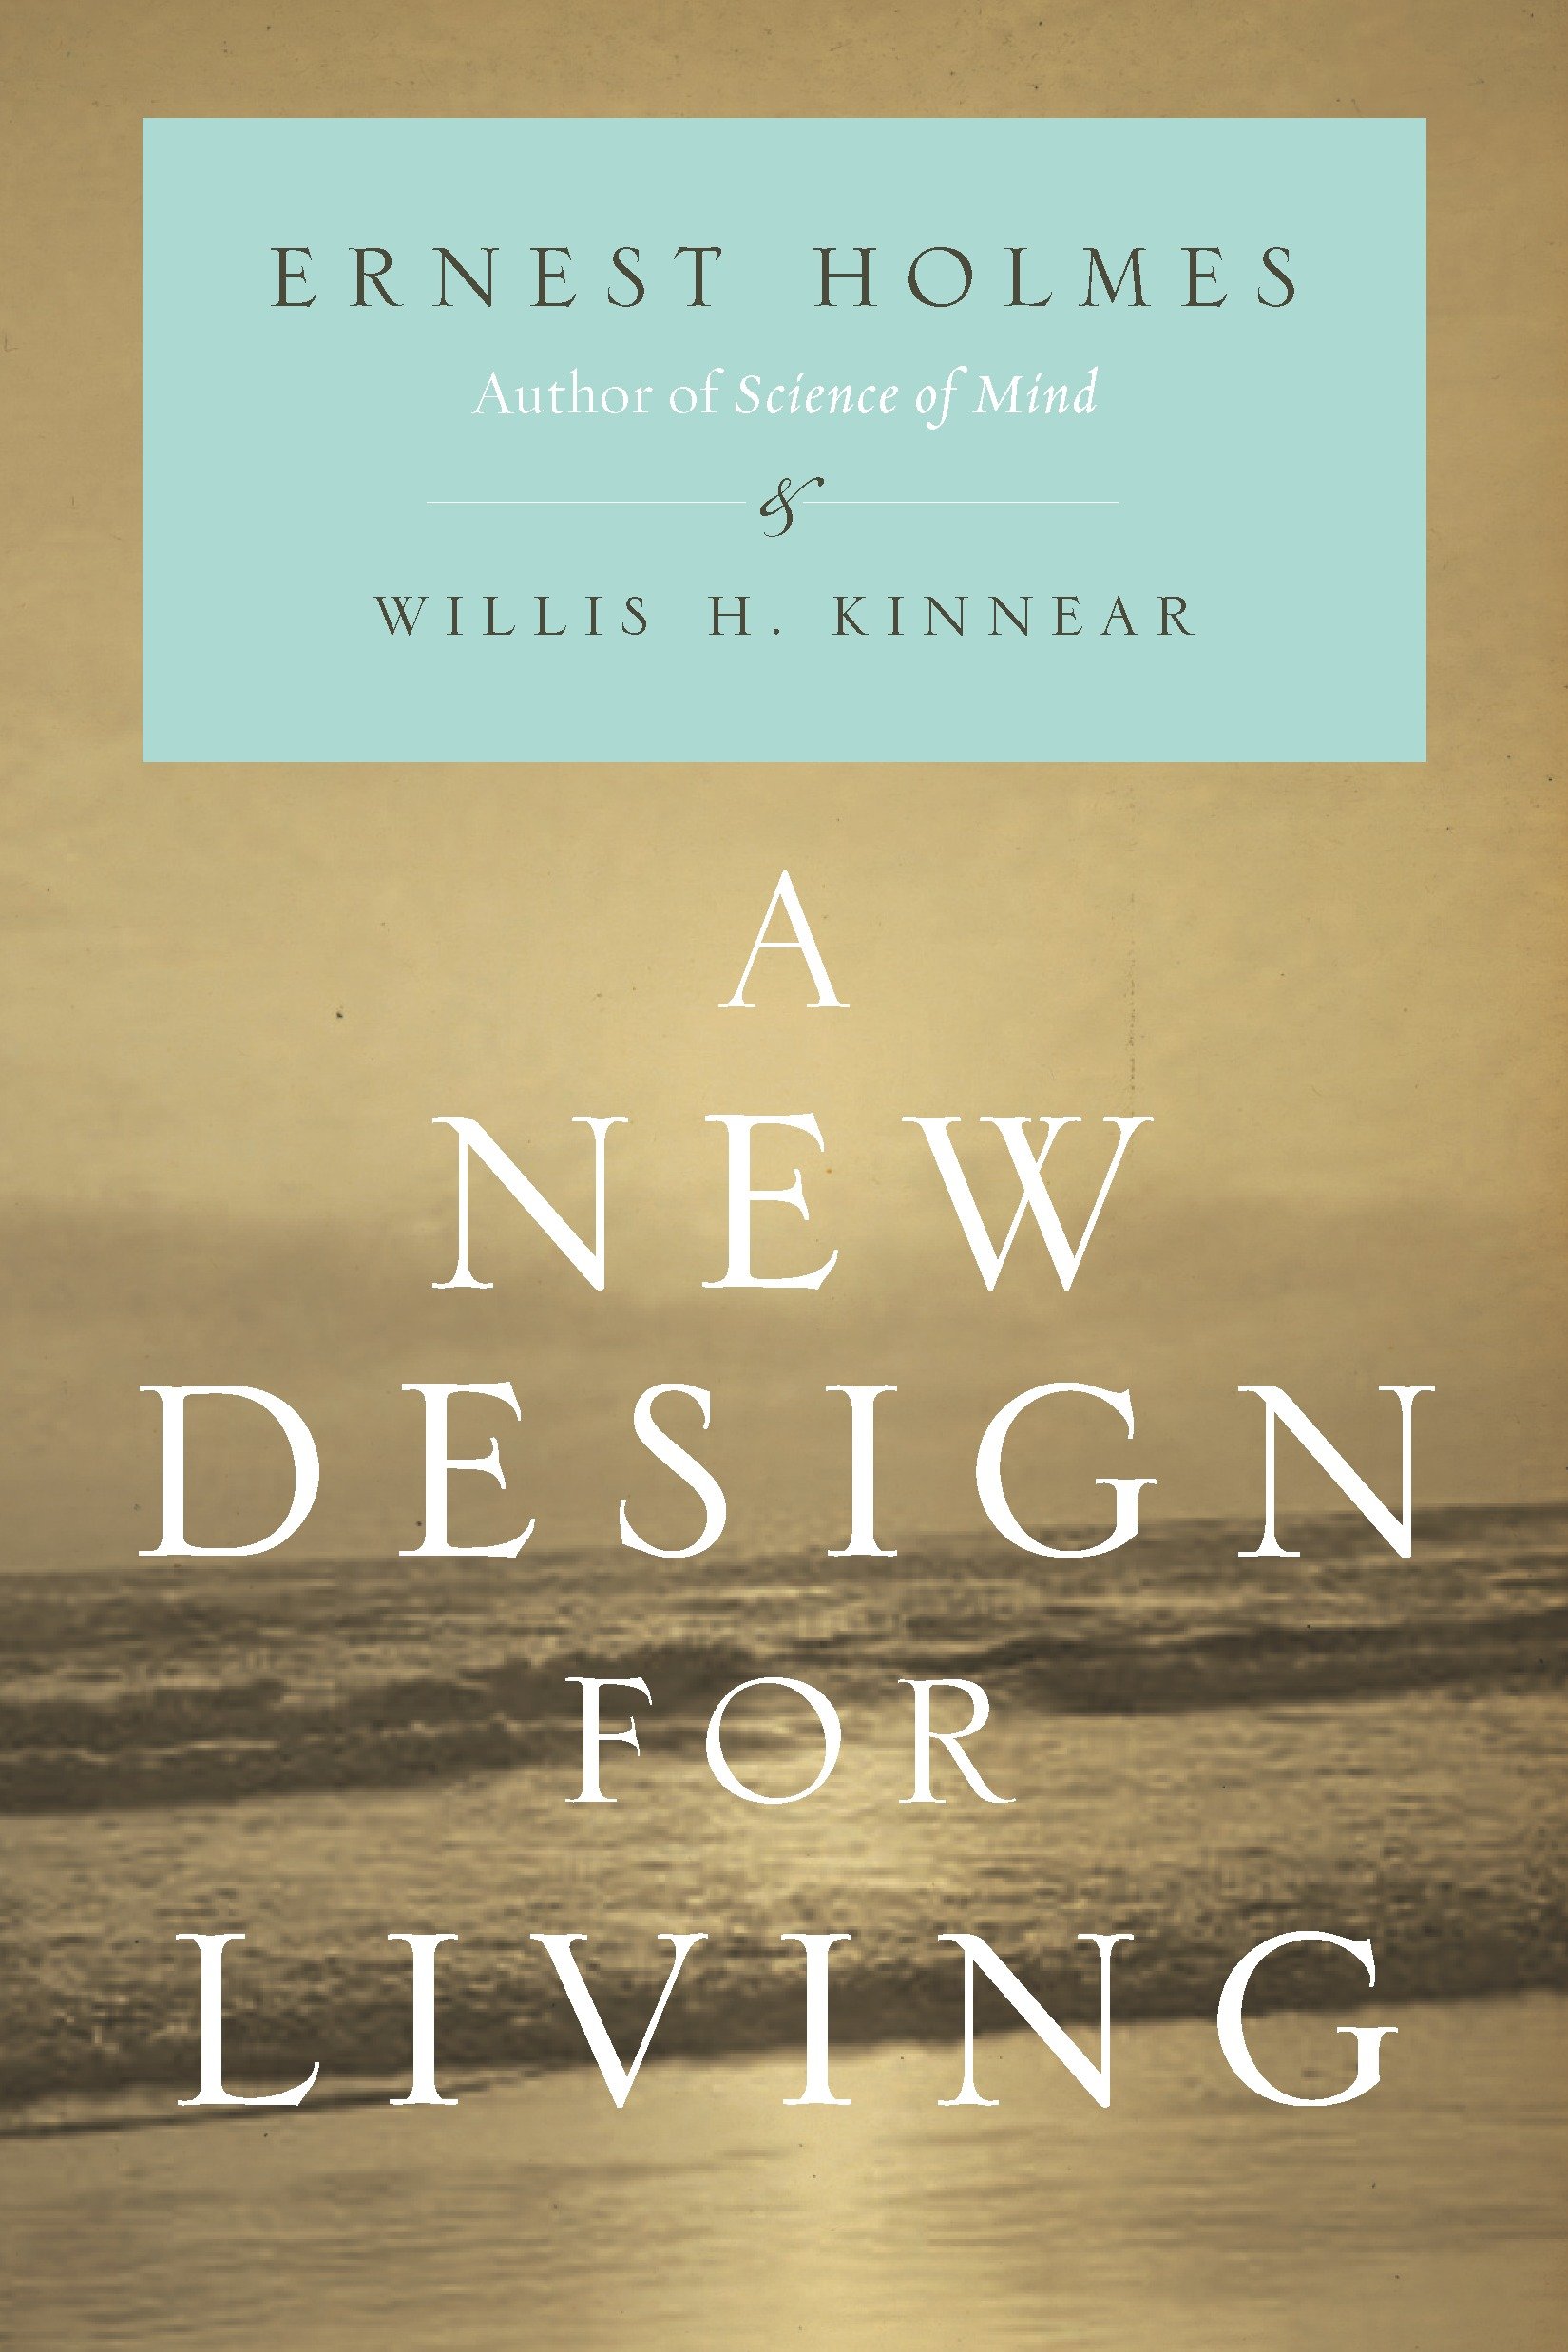 ERNEST HOLMES
Author of Science of Mind
&
WILLIS H. KINNEAR
A
NEW
DESIGN
FOR
LIVING